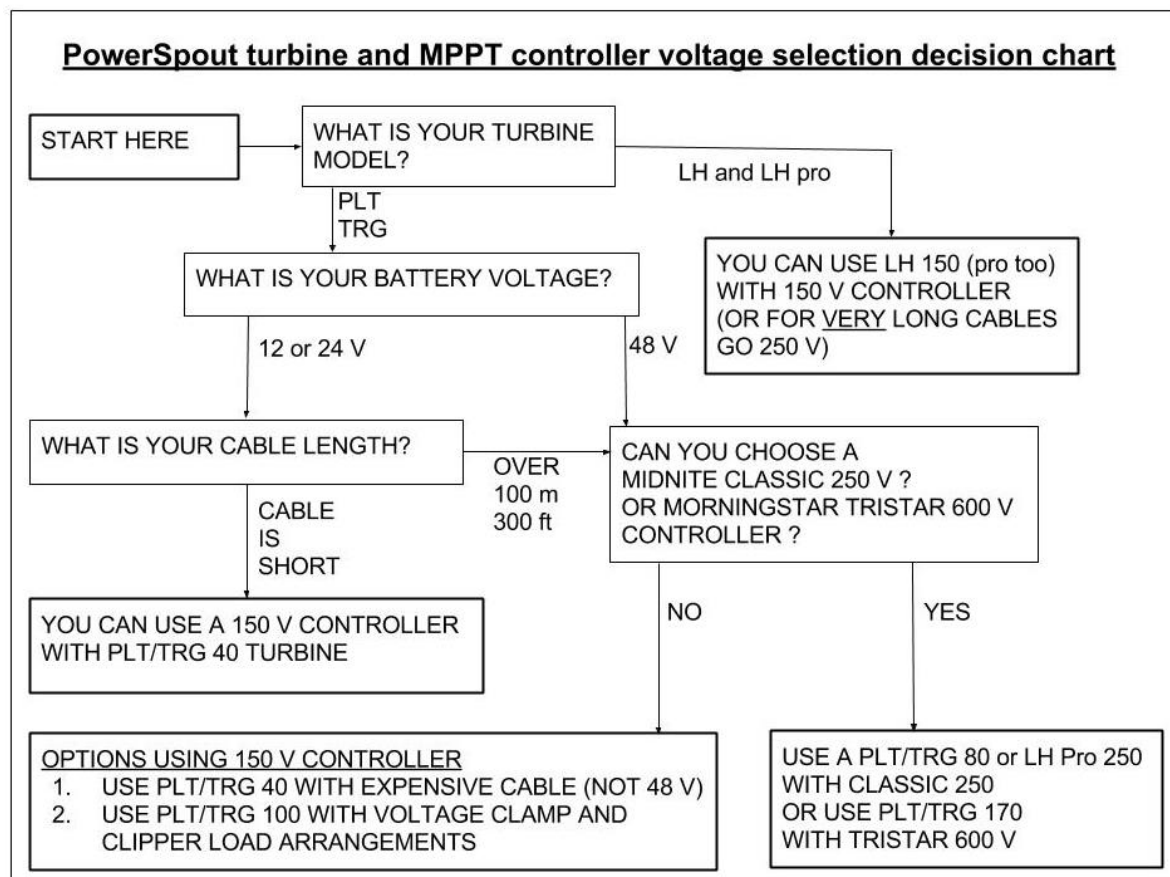 PowerSpout turbine and MPPT controller voltage selection decision chart
START HERE
WHAT IS YOUR TURBINE
MODEL?
LH and LH pro
PLT
TRG
YOU CAN USE LH 150 (pro too)
WITH 150 V CONTROLLER
(OR FOR VERY LONG CABLES
GO 250 V)
WHAT IS YOUR BATTERY VOLTAGE?
12 or 24 V
48 V
WHAT IS YOUR CABLE LENGTH?
OVER
100 m
300 ft
CAN YOU CHOOSE A
MIDNITE CLASSIC 250 V ?
OR MORNINGSTAR TRISTAR 600 V
CONTROLLER ?
CABLE
IS
SHORT
NO
YES
YOU CAN USE A 150 V CONTROLLER
WITH PLT/TRG 40 TURBINE
OPTIONS USING 150 V CONTROLLER
1. USE PLT/TRG 40 WITH EXPENSIVE CABLE (NOT 48 V)
2. USE PLT/TRG 100 WITH VOLTAGE CLAMP AND
CLIPPER LOAD ARRANGEMENTS
USE A PLT/TRG 80 or LH Pro 250
WITH CLASSIC 250
OR USE PLT/TRG 170
WITH TRISTAR 600 V